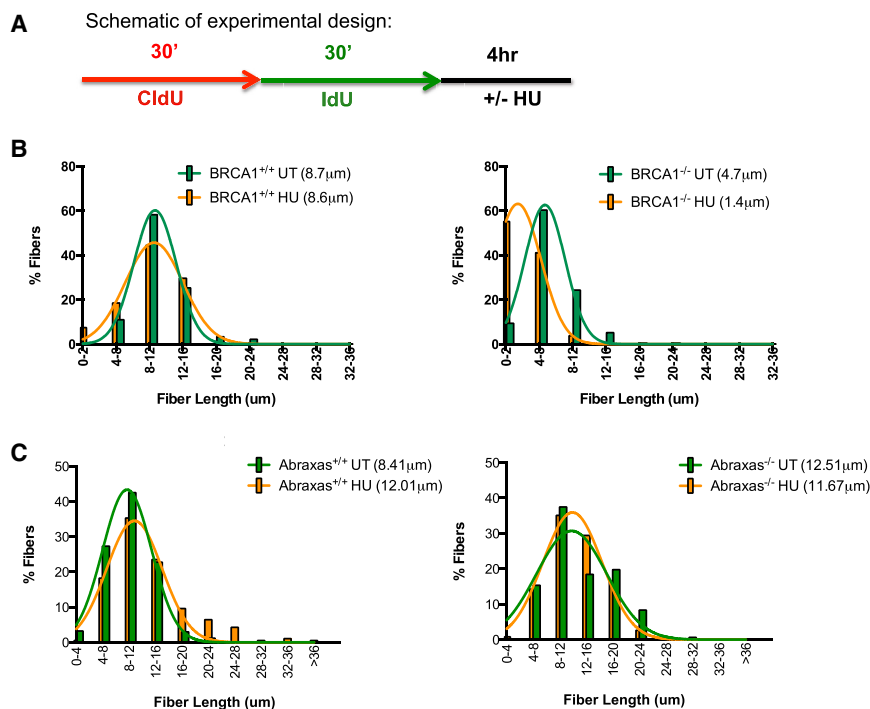 A
Schematic of experimental design:
30’ 30’ 4hr
CldU IdU +/- HU
B
BRCA1+/+ UT (8.7µm)
BRCA1+/+ HU (8.6µm)
% Fibers
80
60
40
20
0
0-2 4-8 8-12 12-16 16-20 20-24 24-28 28-32 32-36
Fiber Length (um)
BRCA1-/- UT (4.7µm)
BRCA1-/- HU (1.4µm)
% Fibers
80
60
40
20
0
0-2 4-8 8-12 12-16 16-20 20-24 24-28 28-32 32-36
Fiber Length (um)
C
Abraxas+/+ UT (8.41µm)
Abraxas+/+ HU (12.01µm)
% Fibers
50
40
30
20
10
0
0-4 4-8 8-12 12-16 16-20 20-24 24-28 28-32 32-36 >36
Fiber Length (um)
Abraxas-/- UT (12.51µm)
Abraxas-/- HU (11.67µm)
% Fibers
50
40
30
20
10
0
0-4 4-8 8-12 12-16 16-20 20-24 24-28 28-32 >36
Fiber Length (um)